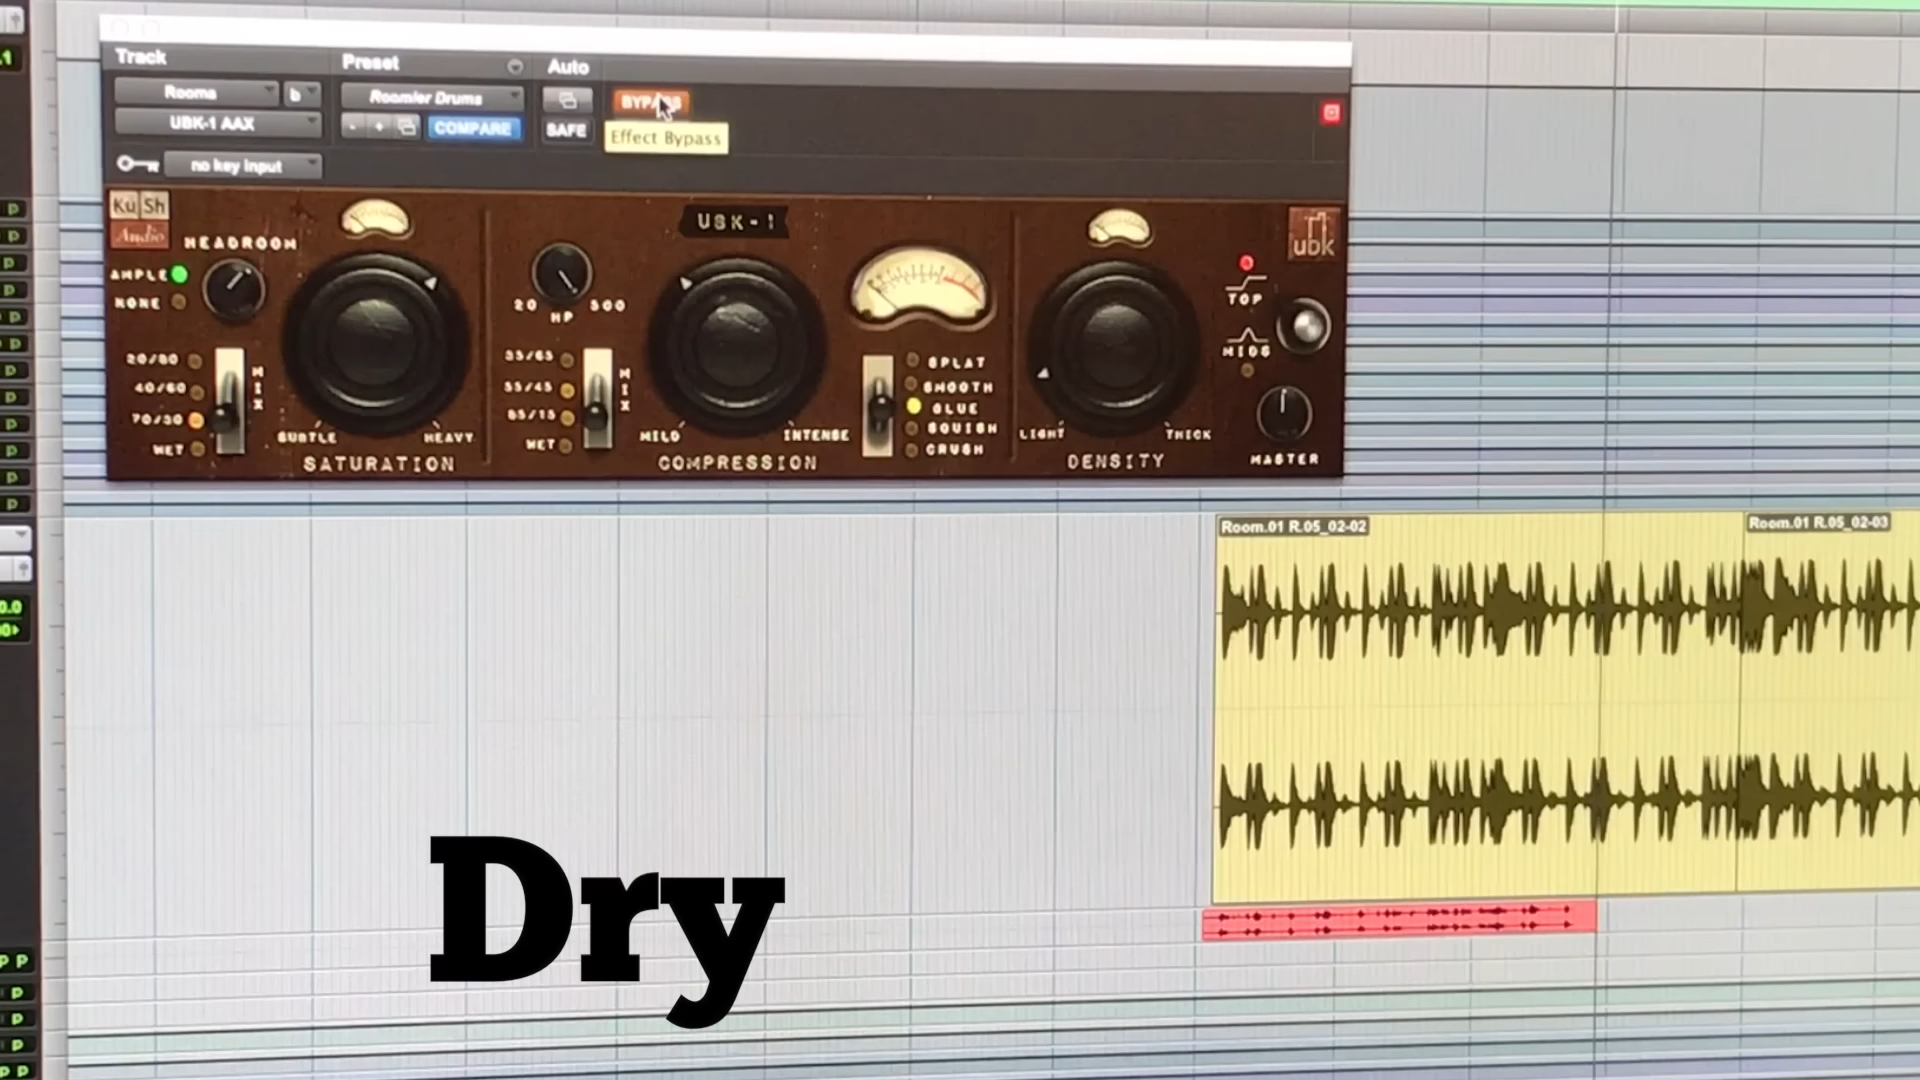 Track
Preset
Auto
Rooms
b
Roomier Drums
BYPASS
UBK-1 AAX
COMPARE
SAFE
Effect Bypass
no key input
Kü Sh
Audio
UBK-1
ubk
HEADROOM
AMPLE
NONE
20 300
HP
TOP
MIDS
20/80
40/60
70/30
WET
MIX
SUBTLE
HEAVY
SATURATION
35/65
55/45
85/15
WET
MIX
MILD
INTENSE
COMPRESSION
SPLAT
SMOOTH
GLUE
SQUISH
CRUSH
LIGHT
THICK
DENSITY
MASTER
Room.01 R.05_02-02
Room.01 R.05_02-03
Dry